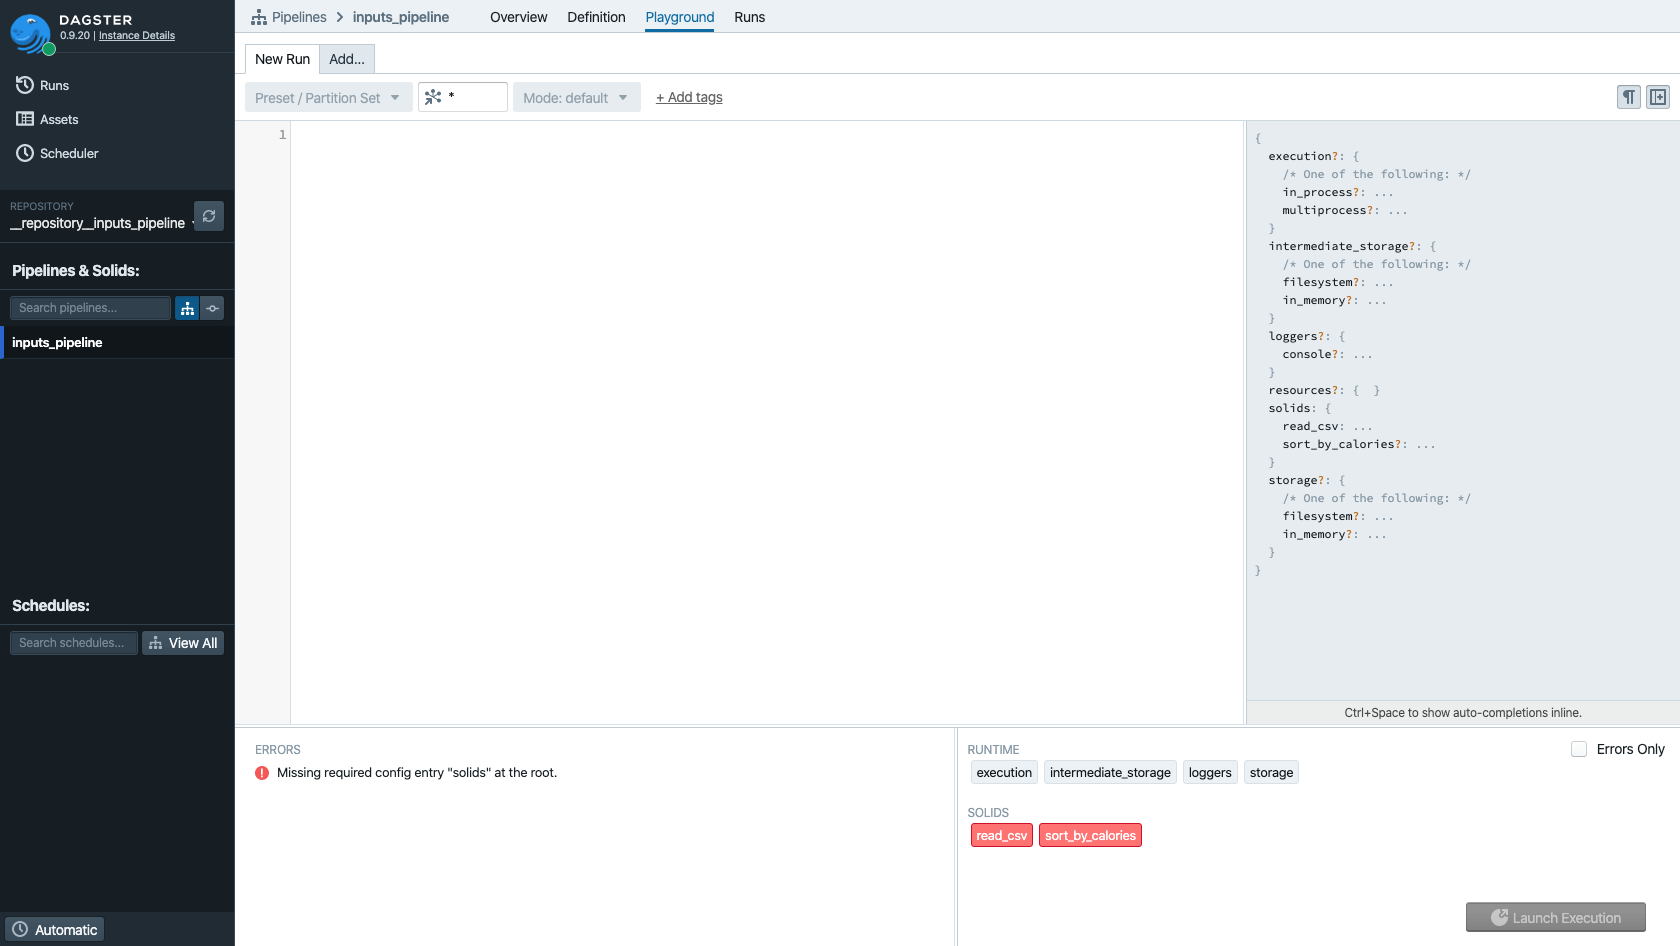 DAGSTER
0.9.20 | Instance Details
Runs
Assets
Scheduler
REPOSITORY
__repository__inputs_pipeline
Pipelines & Solids:
Search pipelines...
inputs_pipeline
Schedules:
Search schedules...
View All
Automatic
Pipelines > inputs_pipeline
Overview Definition Playground Runs
New Run Add...
Preset / Partition Set * Mode: default + Add tags
1
{
execution?: {
/* One of the following: */
in_process?: ...
multiprocess?: ...
}
intermediate_storage?: {
/* One of the following: */
filesystem?: ...
in_memory?: ...
}
loggers?: {
console?: ...
}
resources?: { }
solids: {
read_csv: ...
sort_by_calories?: ...
}
storage?: {
/* One of the following: */
filesystem?: ...
in_memory?: ...
}
}
Ctrl+Space to show auto-completions inline.
ERRORS
Missing required config entry "solids" at the root.
RUNTIME
Errors Only
execution intermediate_storage loggers storage
SOLIDS
read_csv sort_by_calories
Launch Execution